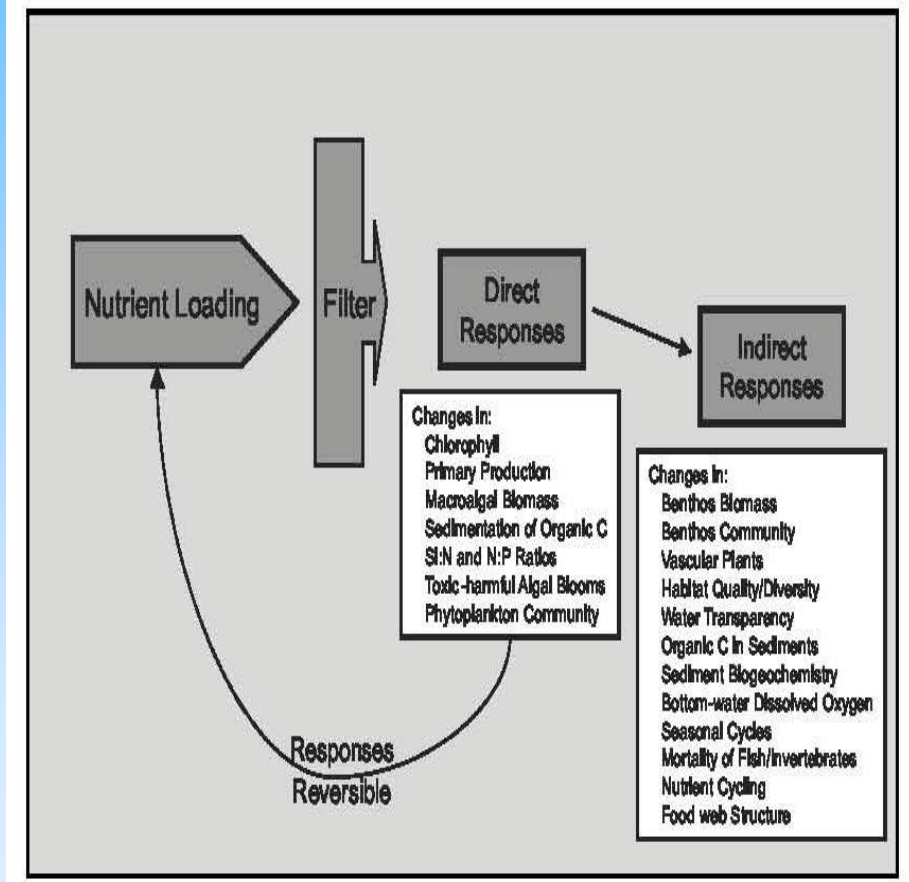 Nutrient Loading
Filter
Direct
Responses
Indirect
Responses
Changes in:
Chlorophyll
Primary Production
Macroalgal Biomass
Sedimentation of Organic C
Si:N and N:P Ratios
Toxic-harmful Algal Blooms
Phytoplankton Community
Changes in:
Benthos Biomass
Benthos Community
Vascular Plants
Habitat Quality/Diversity
Water Transparency
Organic C in Sediments
Sediment Biogeochemistry
Bottom-water Dissolved Oxygen
Seasonal Cycles
Mortality of Fish/Invertebrates
Nutrient Cycling
Food web Structure
Responses
Reversible